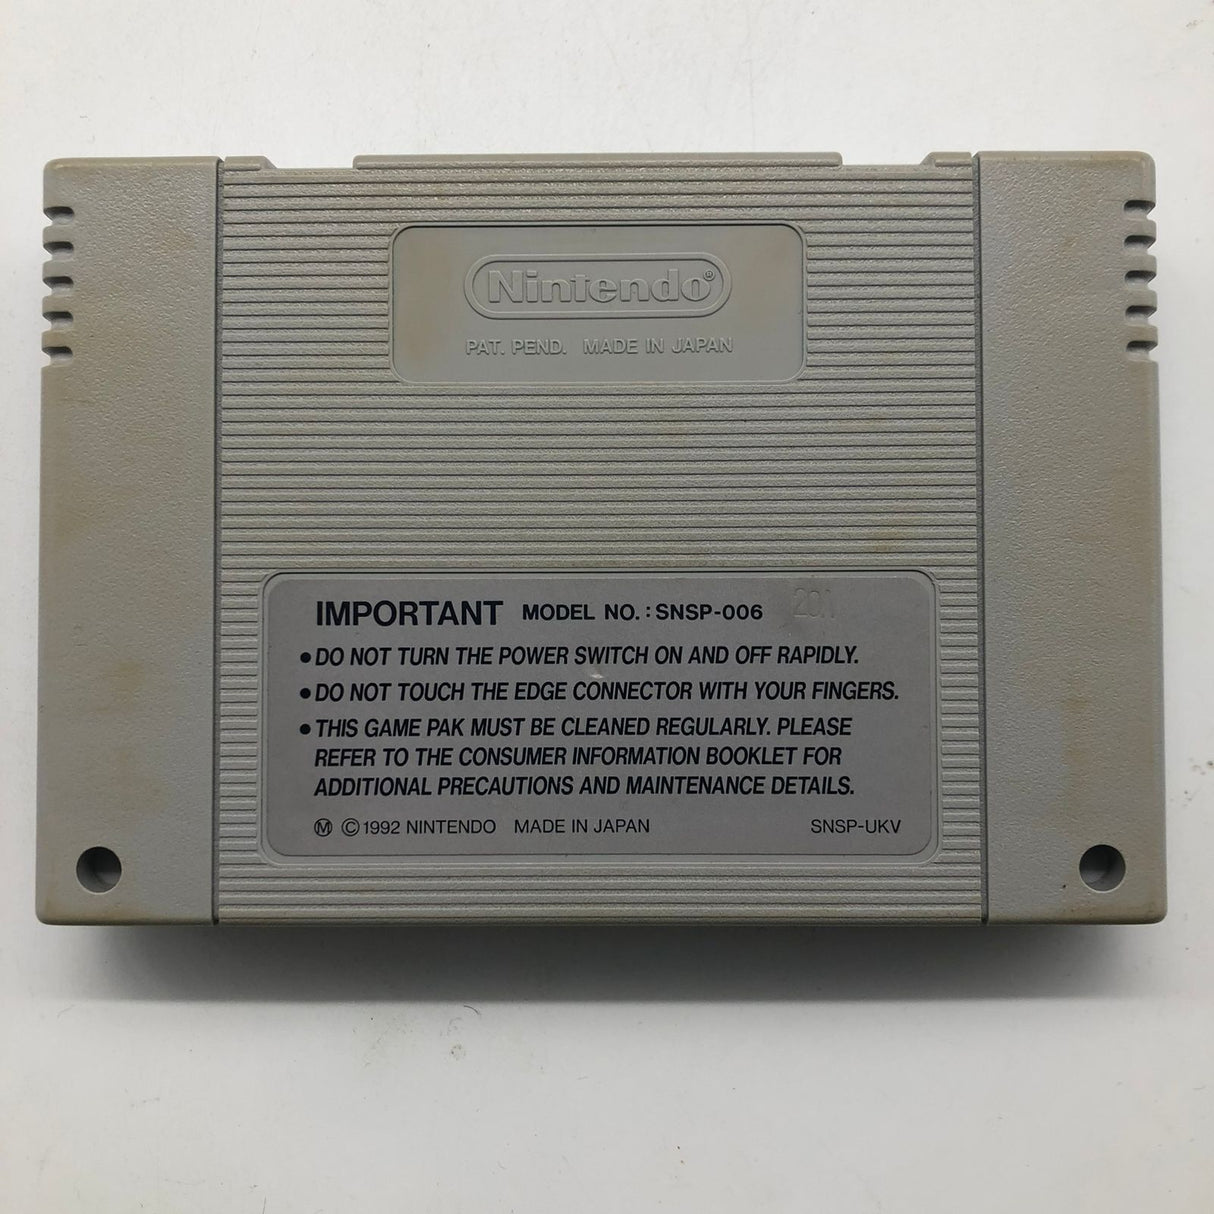 Nintendo®
PAT. PEND. MADE IN JAPAN
IMPORTANT MODEL NO. : SNSP-006 20A
● DO NOT TURN THE POWER SWITCH ON AND OFF RAPIDLY.
● DO NOT TOUCH THE EDGE CONNECTOR WITH YOUR FINGERS.
● THIS GAME PAK MUST BE CLEANED REGULARLY. PLEASE
REFER TO THE CONSUMER INFORMATION BOOKLET FOR
ADDITIONAL PRECAUTIONS AND MAINTENANCE DETAILS.
Ⓜ © 1992 NINTENDO MADE IN JAPAN SNSP-UKV